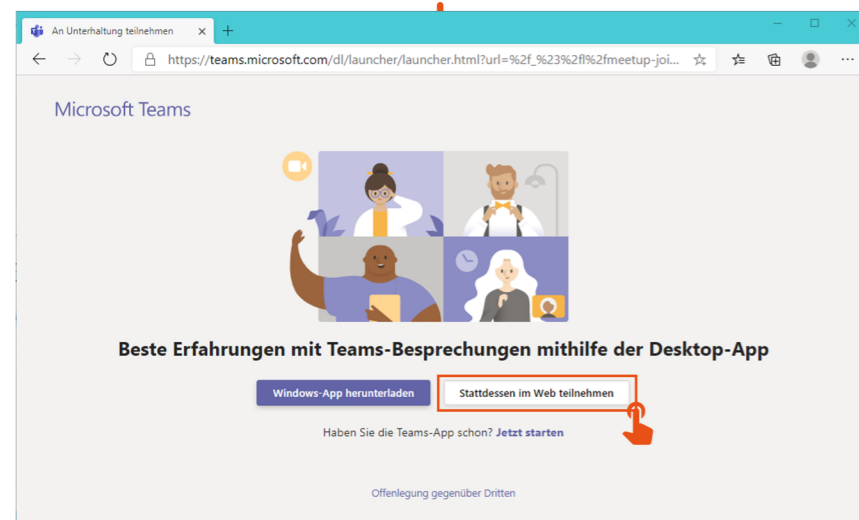 An Unterhaltung teilnehmen
https://teams.microsoft.com/dl/launcher/launcher.html?url=%2f_%23%2fl%2fmeetup-joi...
Microsoft Teams
Beste Erfahrungen mit Teams-Besprechungen mithilfe der Desktop-App
Windows-App herunterladen
Stattdessen im Web teilnehmen
Haben Sie die Teams-App schon? Jetzt starten
Offenlegung gegenüber Dritten